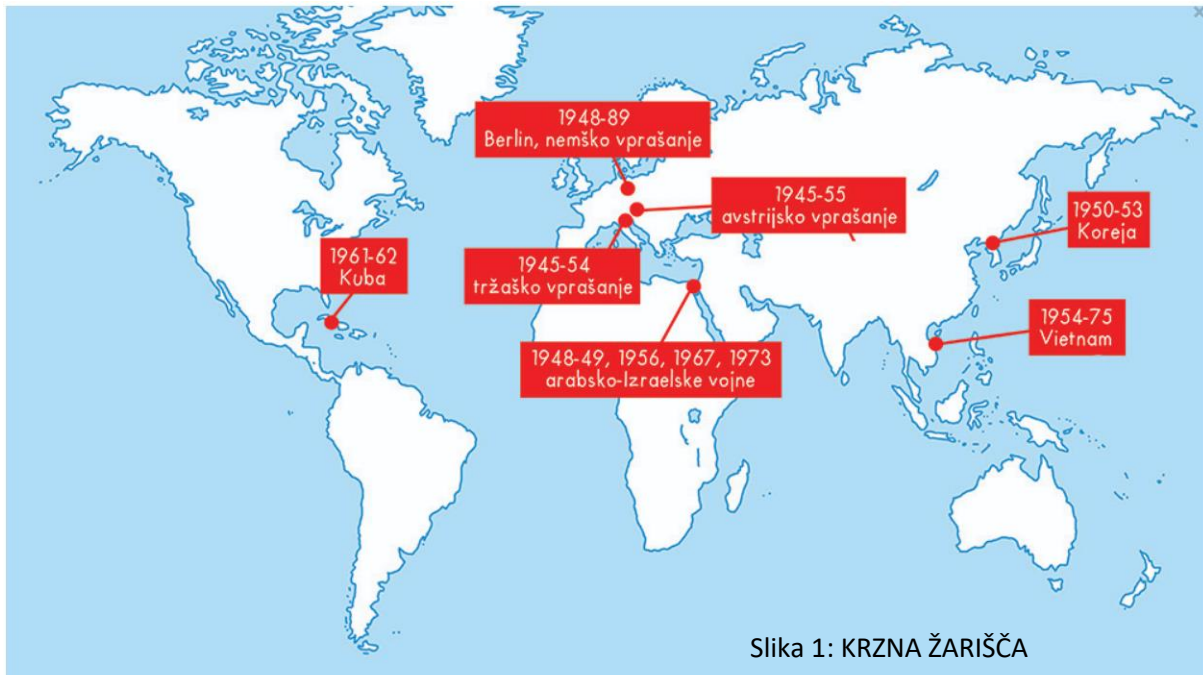 1948-89
Berlin, nemško vprašanje
1945-55
avstrijsko vprašanje
1950-53
Koreja
1961-62
Kuba
1945-54
tržaško vprašanje
1954-75
Vietnam
1948-49, 1956, 1967, 1973
arabsko-Izraelske vojne
Slika 1: KRZNA ŽARIŠČA